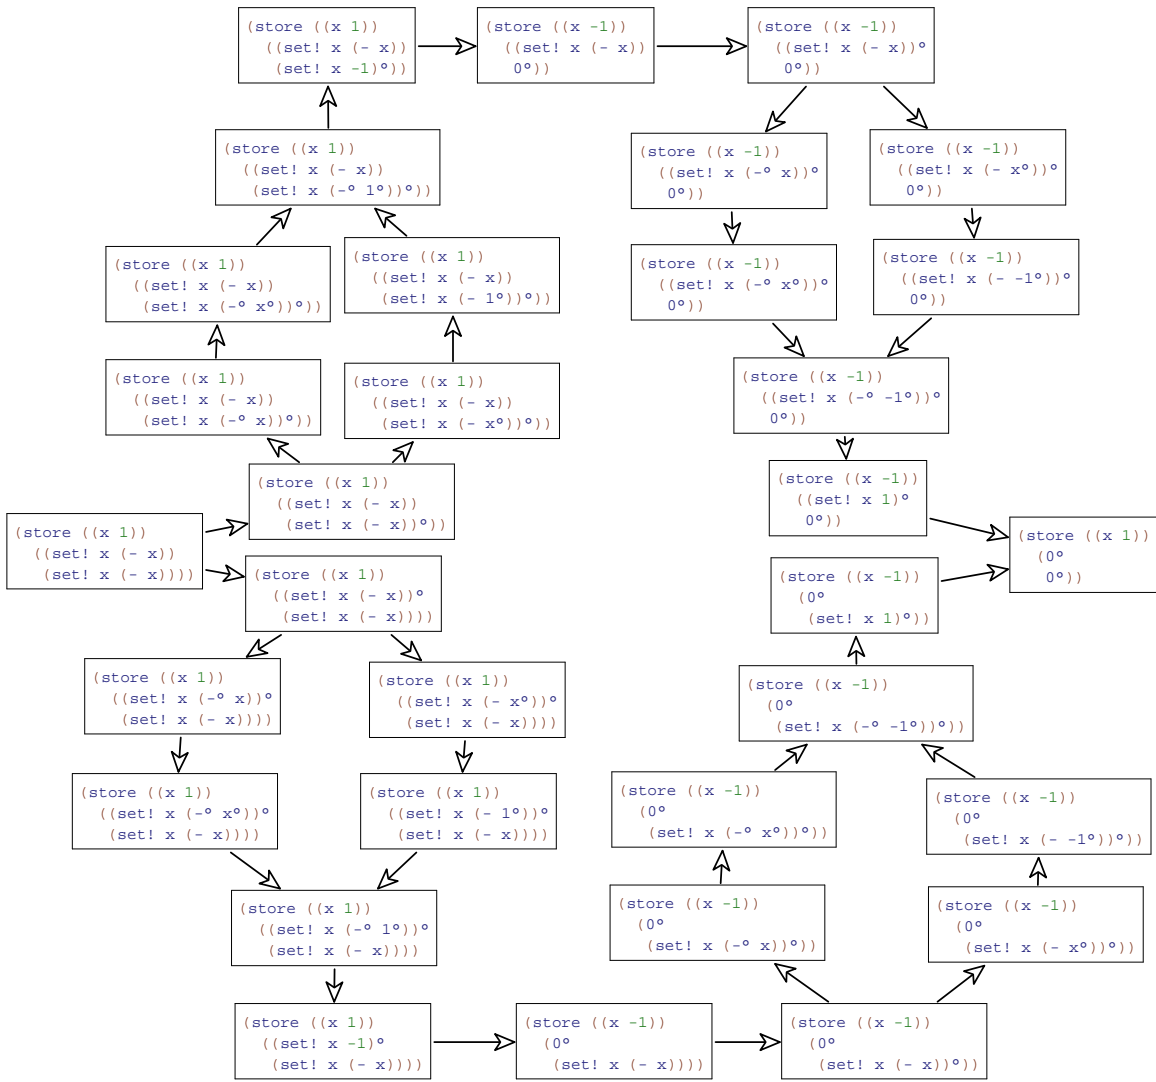 (store ((x 1))
((set! x (- x))
(set! x -1)°))
(store ((x -1))
((set! x (- x))
0°))
(store ((x -1))
((set! x (- x))°
0°))
(store ((x 1))
((set! x (- x))
(set! x (-° 1°))°))
(store ((x -1))
((set! x (-° x))°
0°))
(store ((x -1))
((set! x (- x°))°
0°))
(store ((x 1))
((set! x (- x))
(set! x (-° x°))°))
(store ((x 1))
((set! x (- x))
(set! x (- 1°))°))
(store ((x -1))
((set! x (-° x°))°
0°))
(store ((x -1))
((set! x (- -1°))°
0°))
(store ((x 1))
((set! x (- x))
(set! x (-° x))°))
(store ((x 1))
((set! x (- x))
(set! x (- x°))°))
(store ((x -1))
((set! x (-° -1°))°
0°))
(store ((x 1))
((set! x (- x))
(set! x (- x))°))
(store ((x -1))
((set! x 1)°
0°))
(store ((x 1))
((set! x (- x))
(set! x (- x))))
(store ((x 1))
(0°
0°))
(store ((x 1))
((set! x (- x))°
(set! x (- x))))
(store ((x -1))
(0°
(set! x 1)°))
(store ((x 1))
((set! x (-° x))°
(set! x (- x))))
(store ((x 1))
((set! x (- x°))°
(set! x (- x))))
(store ((x -1))
(0°
(set! x (-° -1°))°))
(store ((x 1))
((set! x (-° x°))°
(set! x (- x))))
(store ((x 1))
((set! x (- 1°))°
(set! x (- x))))
(store ((x -1))
(0°
(set! x (-° x°))°))
(store ((x -1))
(0°
(set! x (- -1°))°))
(store ((x 1))
((set! x (-° 1°))°
(set! x (- x))))
(store ((x -1))
(0°
(set! x (-° x))°))
(store ((x -1))
(0°
(set! x (- x°))°))
(store ((x 1))
((set! x -1)°
(set! x (- x))))
(store ((x -1))
(0°
(set! x (- x))))
(store ((x -1))
(0°
(set! x (- x))°))